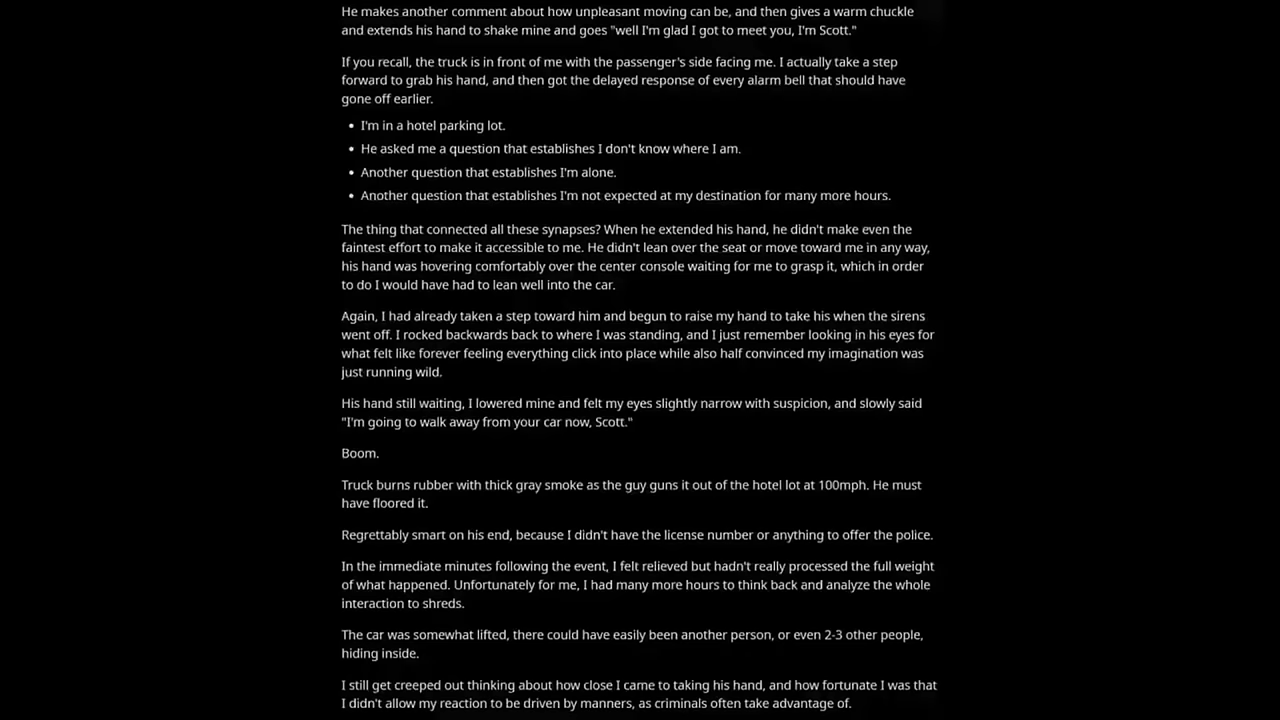 He makes another comment about how unpleasant moving can be, and then gives a warm chuckle
and extends his hand to shake mine and goes "well I'm glad I got to meet you, I'm Scott."
If you recall, the truck is in front of me with the passenger's side facing me. I actually take a step
forward to grab his hand, and then got the delayed response of every alarm bell that should have
gone off earlier.
• I'm in a hotel parking lot.
• He asked me a question that establishes I don't know where I am.
• Another question that establishes I'm alone.
• Another question that establishes I'm not expected at my destination for many more hours.
The thing that connected all these synapses? When he extended his hand, he didn't make even the
faintest effort to make it accessible to me. He didn't lean over the seat or move toward me in any way,
his hand was hovering comfortably over the center console waiting for me to grasp it, which in order
to do I would have had to lean well into the car.
Again, I had already taken a step toward him and begun to raise my hand to take his when the sirens
went off. I rocked backwards back to where I was standing, and I just remember looking in his eyes for
what felt like forever feeling everything click into place while also half convinced my imagination was
just running wild.
His hand still waiting, I lowered mine and felt my eyes slightly narrow with suspicion, and slowly said
"I'm going to walk away from your car now, Scott."
Boom.
Truck burns rubber with thick gray smoke as the guy guns it out of the hotel lot at 100mph. He must
have floored it.
Regrettably smart on his end, because I didn't have the license number or anything to offer the police.
In the immediate minutes following the event, I felt relieved but hadn't really processed the full weight
of what happened. Unfortunately for me, I had many more hours to think back and analyze the whole
interaction to shreds.
The car was somewhat lifted, there could have easily been another person, or even 2-3 other people,
hiding inside.
I still get creeped out thinking about how close I came to taking his hand, and how fortunate I was that
I didn't allow my reaction to be driven by manners, as criminals often take advantage of.